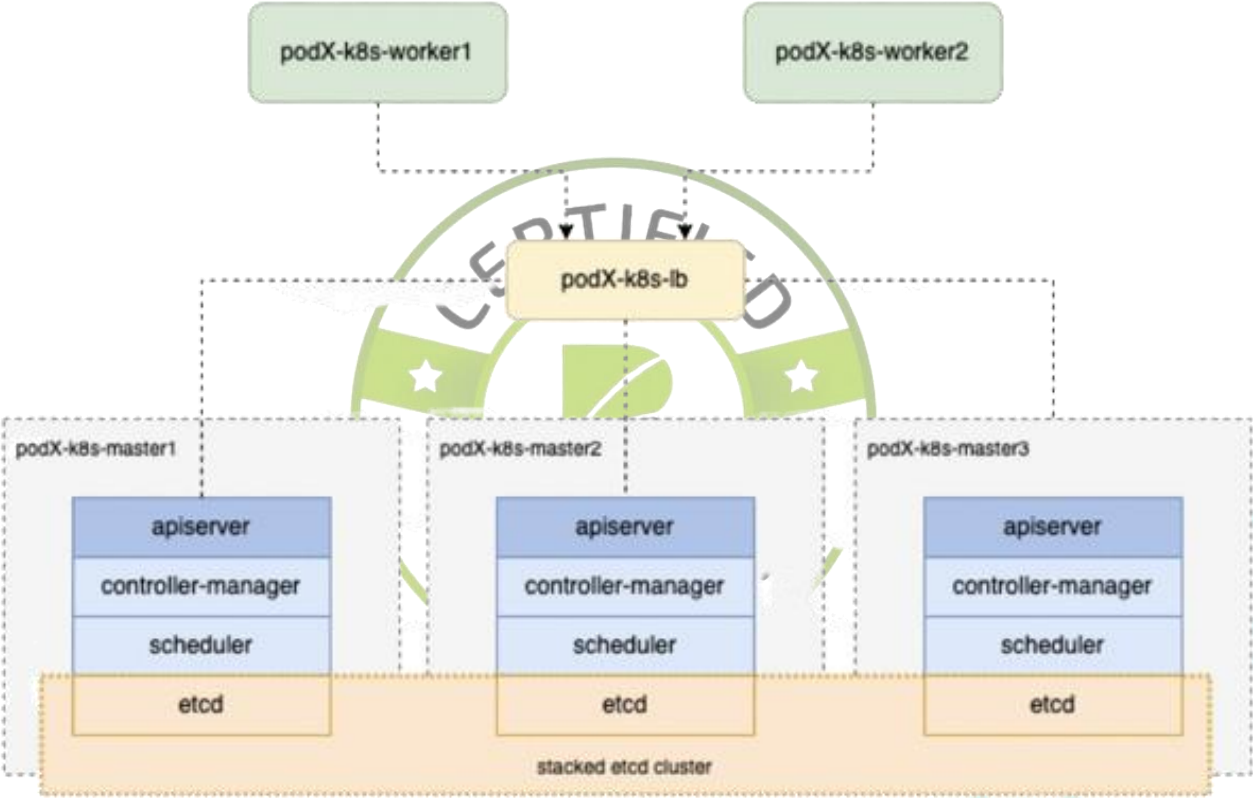 podX-k8s-worker1
podX-k8s-worker2
CERTIFIED
podX-k8s-lb
podX-k8s-master1
podX-k8s-master2
podX-k8s-master3
apiserver
apiserver
apiserver
controller-manager
controller-manager
controller-manager
scheduler
scheduler
scheduler
etcd
etcd
etcd
stacked etcd cluster